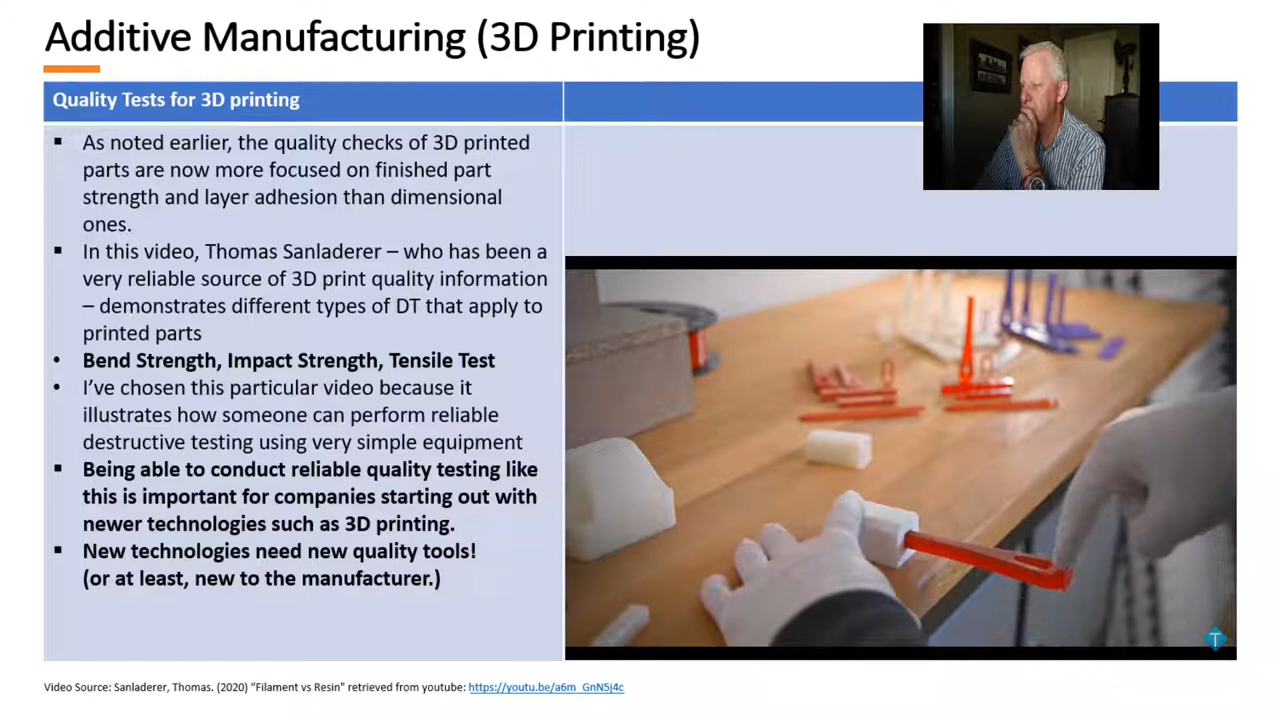 Additive Manufacturing (3D Printing)
Quality Tests for 3D printing
▪ As noted earlier, the quality checks of 3D printed
parts are now more focused on finished part
strength and layer adhesion than dimensional
ones.
▪ In this video, Thomas Sanladerer – who has been a
very reliable source of 3D print quality information
– demonstrates different types of DT that apply to
printed parts
• Bend Strength, Impact Strength, Tensile Test
• I’ve chosen this particular video because it
illustrates how someone can perform reliable
destructive testing using very simple equipment
▪ Being able to conduct reliable quality testing like
this is important for companies starting out with
newer technologies such as 3D printing.
▪ New technologies need new quality tools!
(or at least, new to the manufacturer.)
T
Video Source: Sanladerer, Thomas. (2020) “Filament vs Resin" retrieved from youtube: https://youtu.be/a6m_GnN5j4c